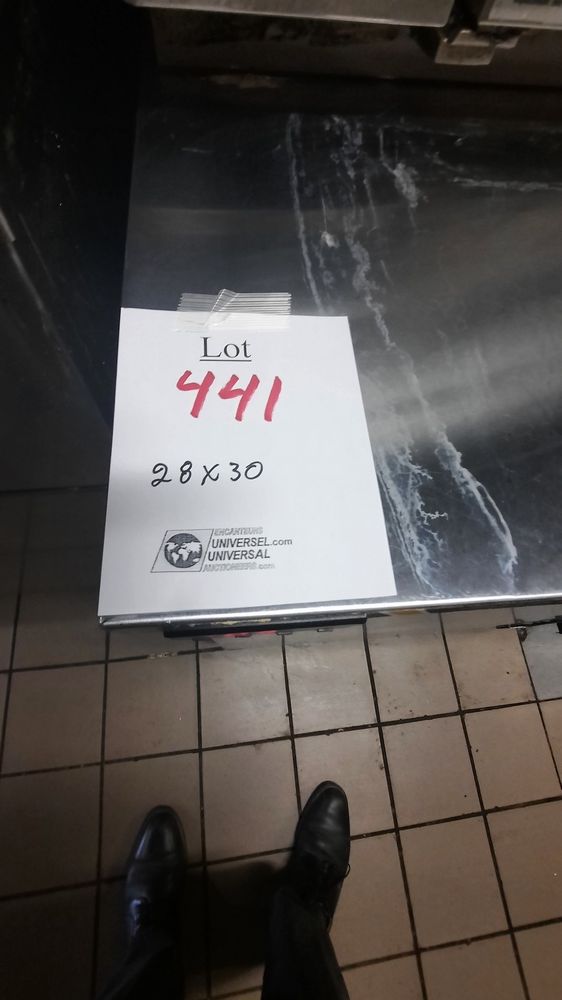 Lot
441
28 x 30
ENCANTEURS
UNIVERSEL.com
UNIVERSAL
AUCTIONEERS.com